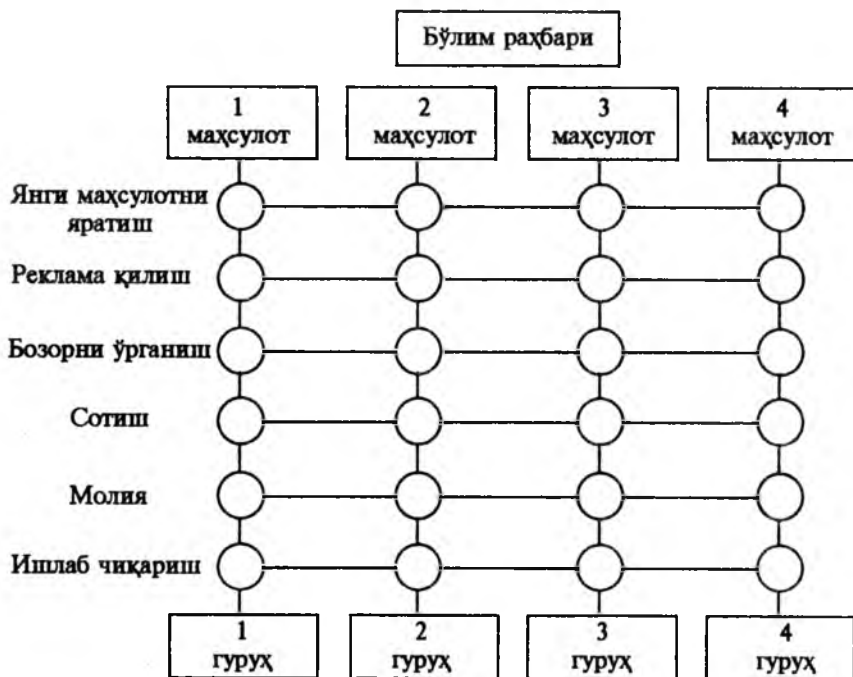 Бўлим раҳбари
1 2 3 4
маҳсулот маҳсулот маҳсулот маҳсулот
Янги маҳсулотни
яратиш
Реклама қилиш
Бозорни ўрганиш
Сотиш
Молия
Ишлаб чиқариш
1 2 3 4
гуруҳ гуруҳ гуруҳ гуруҳ